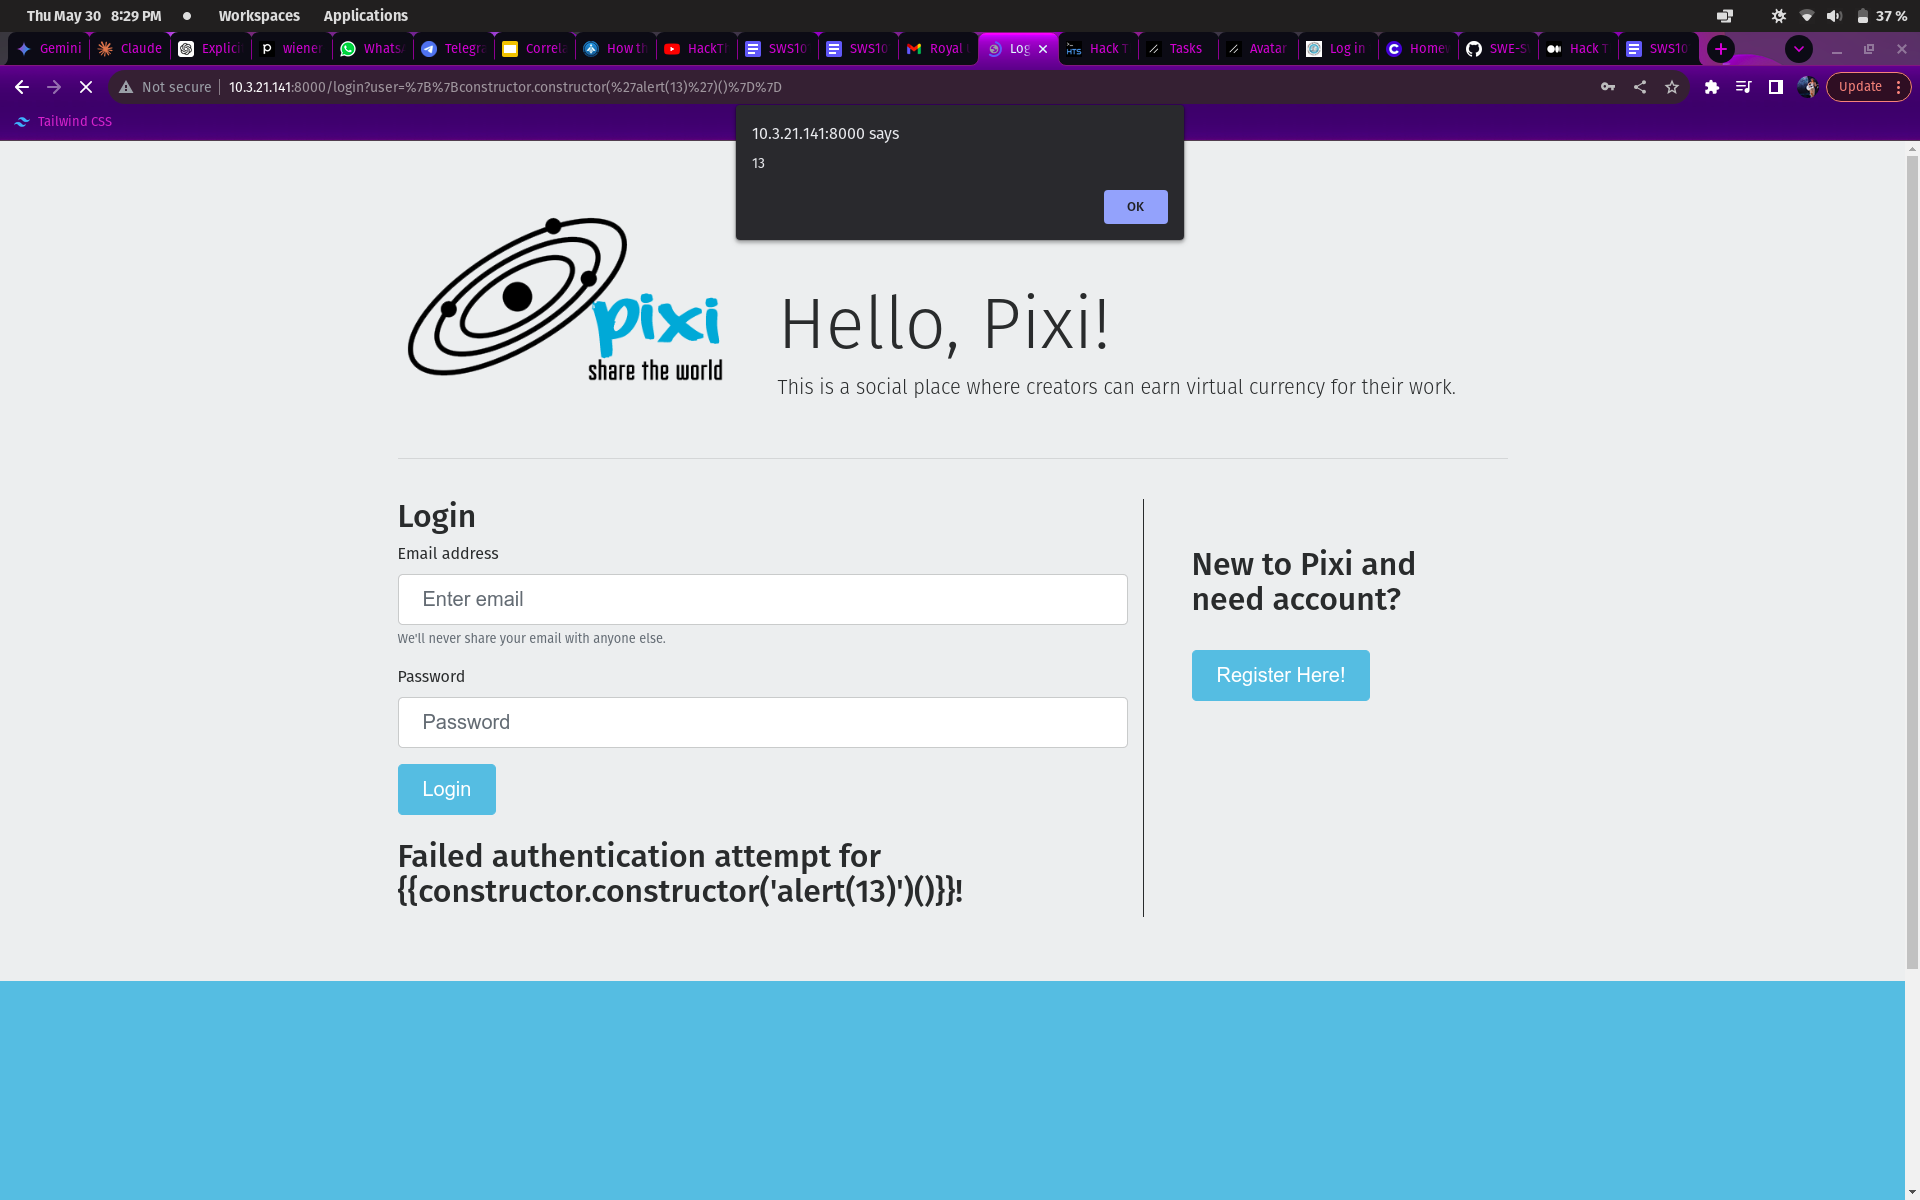 Thu May 30 8:29 PM
Workspaces
Applications
37 %
Gemini
Claude
Explici
wiener
Whats
Telegra
Correla
How th
HackTh
SWS10
SWS10
Royal
Log
Hack T
Tasks
Avatar
Log in
Homew
SWE-S
Hack T
SWS10
Not secure
10.3.21.141:8000/login?user=%7B%7Bconstructor.constructor(%27alert(13)%27)()%7D%7D
Update
Tailwind CSS
10.3.21.141:8000 says
13
OK
pixi
share the world
Hello, Pixi!
This is a social place where creators can earn virtual currency for their work.
Login
Email address
Enter email
We'll never share your email with anyone else.
Password
Password
Login
New to Pixi and
need account?
Register Here!
Failed authentication attempt for
{{constructor.constructor('alert(13)')()}}!